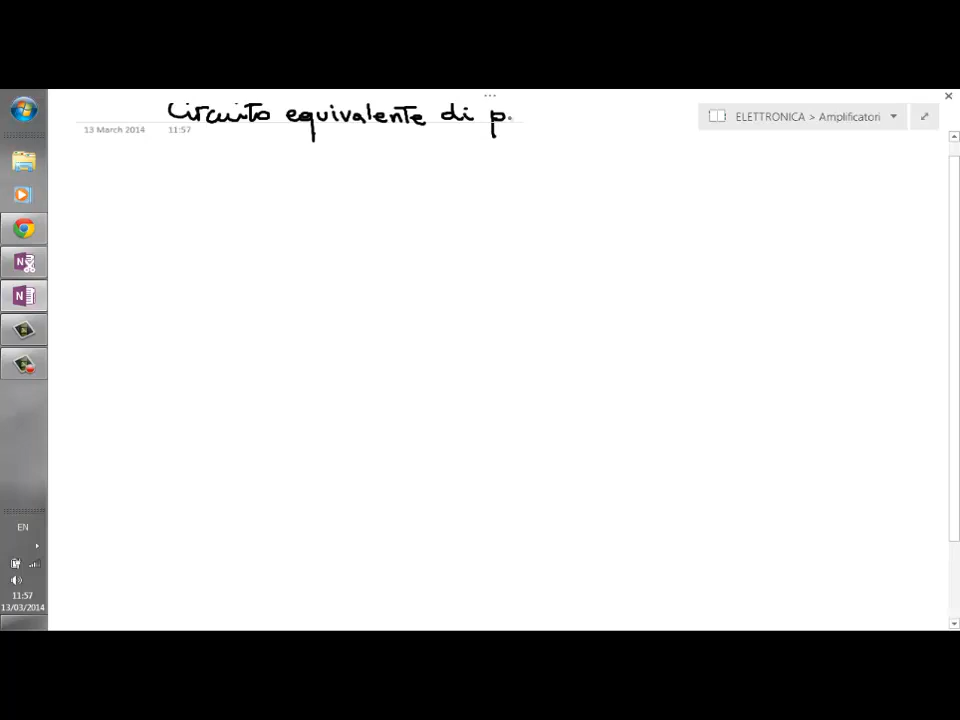 Circuito equivalente di p.
ELETTRONICA > Amplificatori
13 March 2014 11:57
EN
11:57
13/03/2014